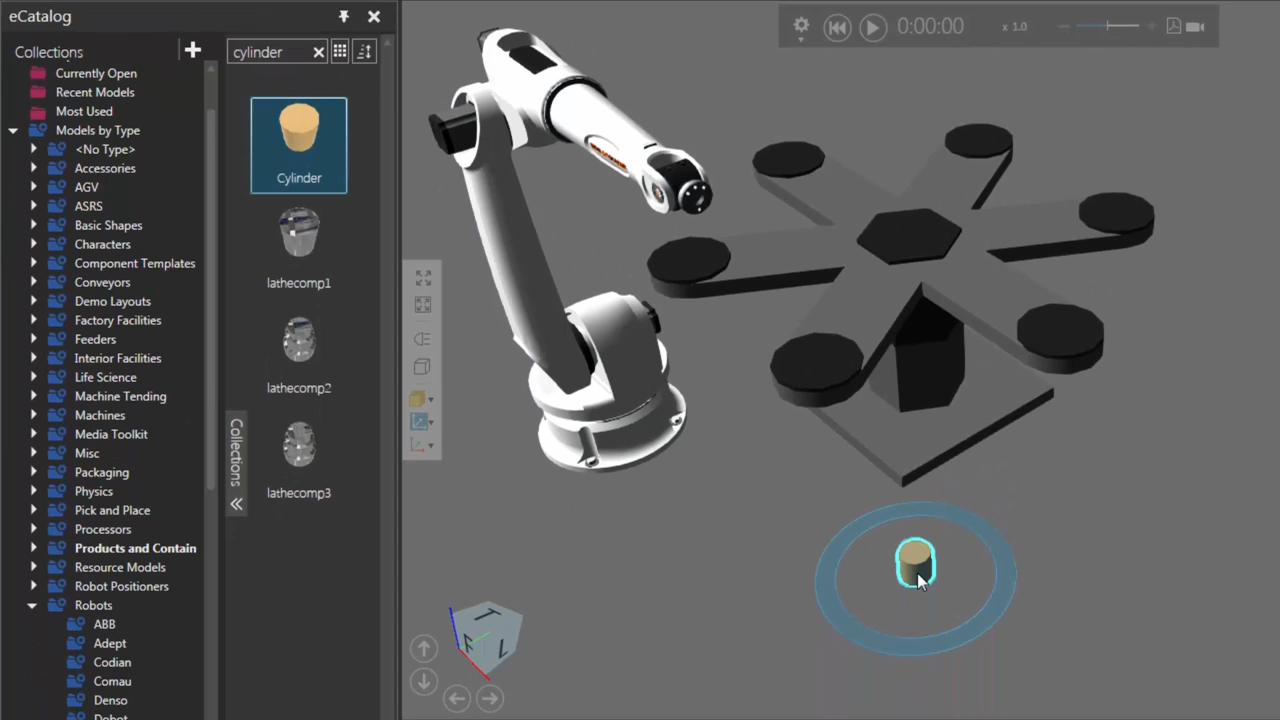 eCatalog
Collections
Currently Open
Recent Models
Most Used
Models by Type
<No Type>
Accessories
AGV
ASRS
Basic Shapes
Characters
Component Templates
Conveyors
Demo Layouts
Factory Facilities
Feeders
Interior Facilities
Life Science
Machine Tending
Machines
Media Toolkit
Misc
Packaging
Physics
Pick and Place
Processors
Products and Contain
Resource Models
Robot Positioners
Robots
ABB
Adept
Codian
Comau
Denso
Dobot
cylinder
Cylinder
lathecomp1
lathecomp2
lathecomp3
Collections
0:00:00
x 1.0
T
F
L